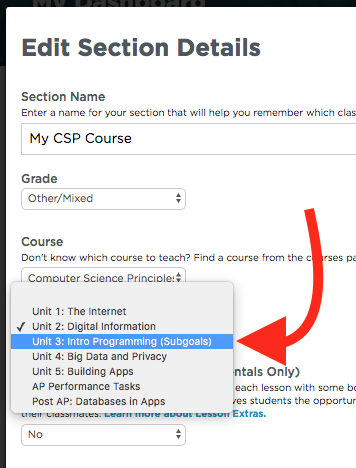 My Dashboard
Edit Section Details
Section Name
Enter a name for your section that will help you remember which clas
My CSP Course
Grade
Other/Mixed
Course
Don't know which course to teach? Find a course from the courses pa
Computer Science Principles
Unit 1: The Internet
✓ Unit 2: Digital Information
Unit 3: Intro Programming (Subgoals)
Unit 4: Big Data and Privacy
Unit 5: Building Apps
AP Performance Tasks
Post AP: Databases in Apps
entals Only)
each lesson with some bo
ves students the opportur
their classmates. Learn more about Lesson Extras.
No